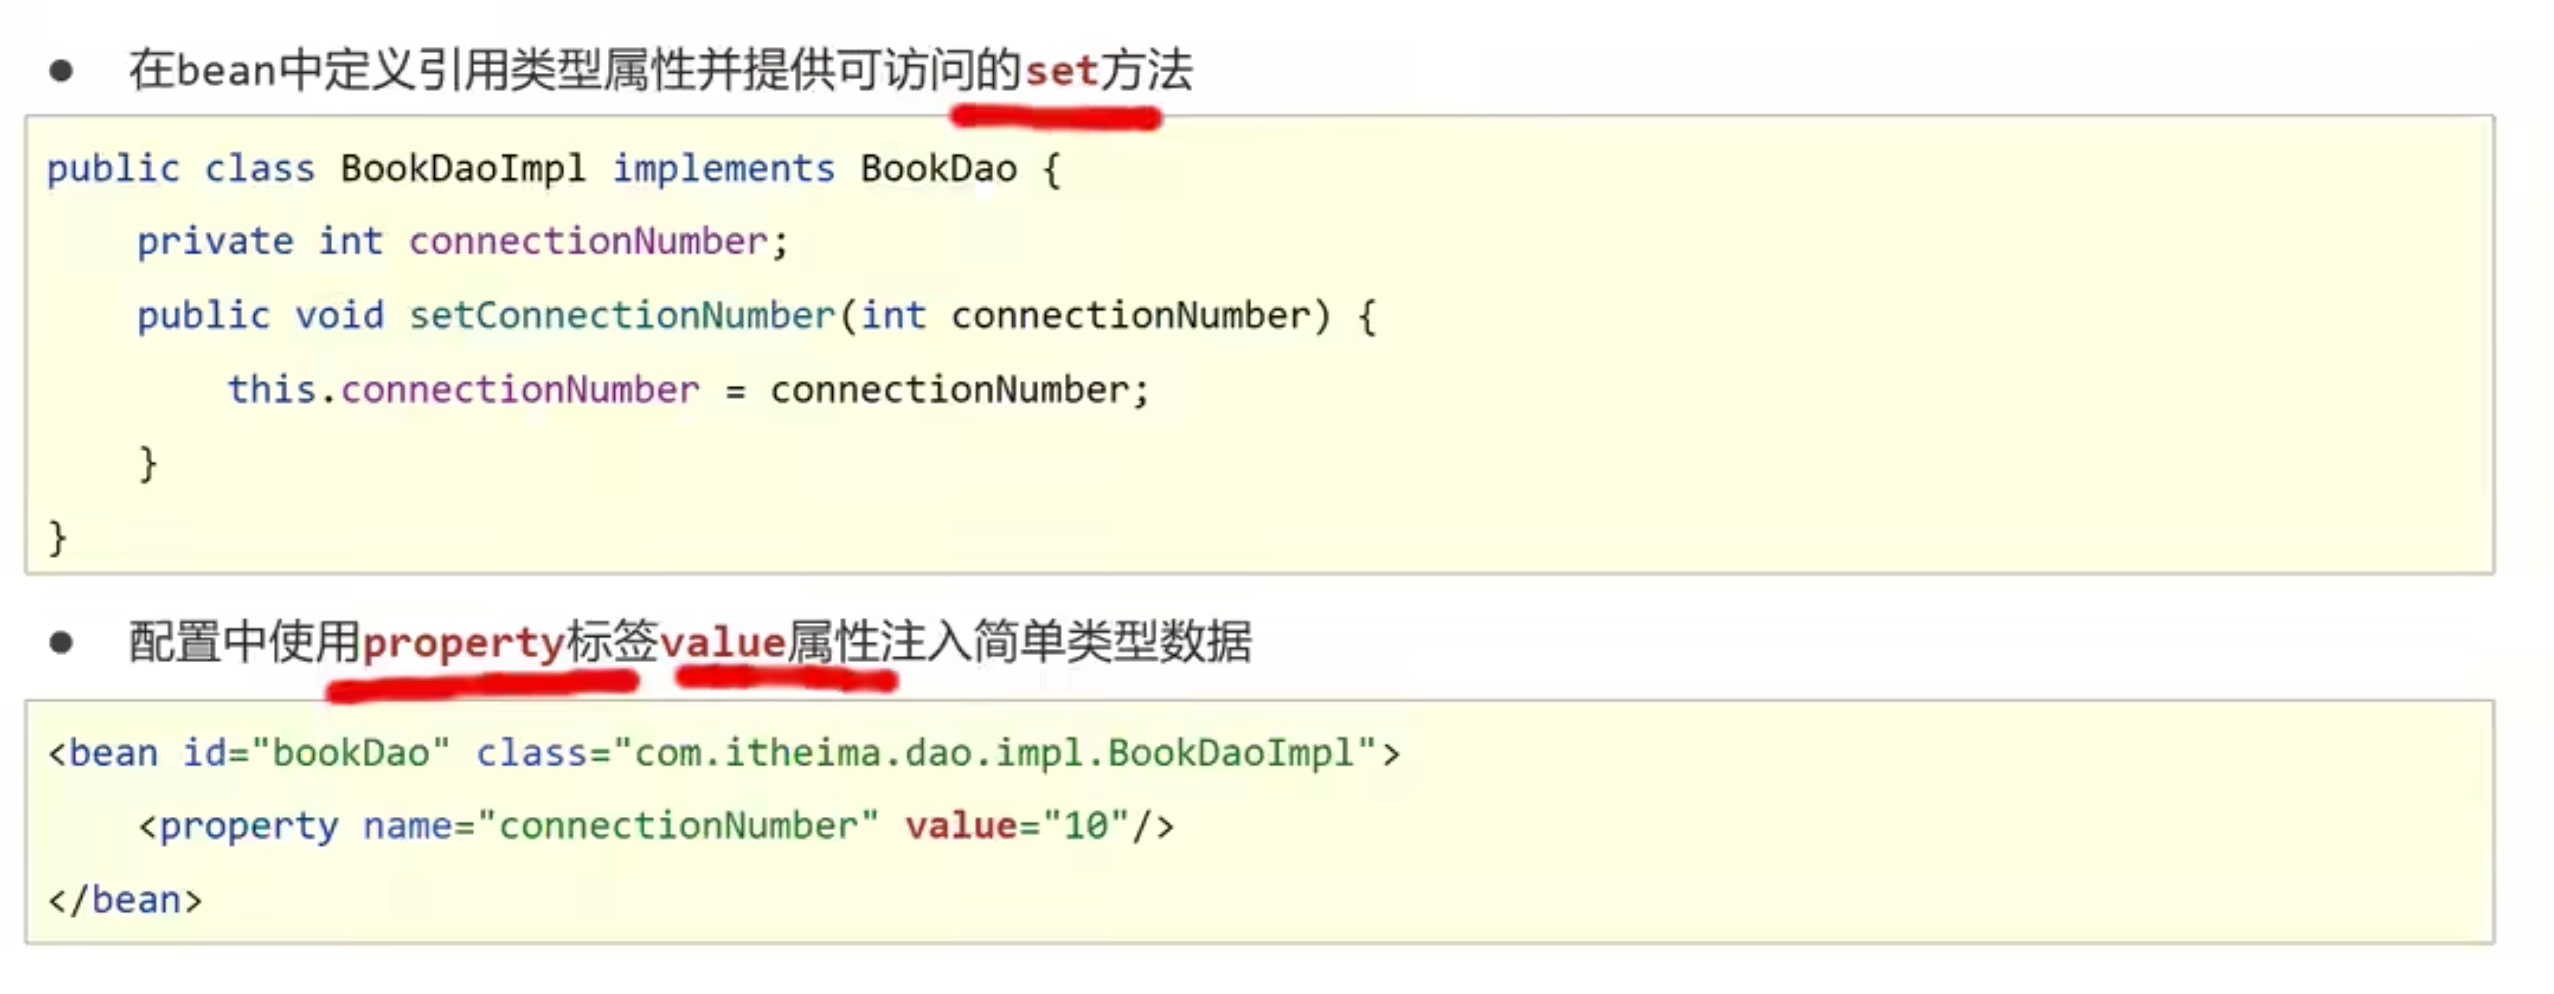 ● 在bean中定义引用类型属性并提供可访问的set方法
public class BookDaoImpl implements BookDao {
    private int connectionNumber;
    public void setConnectionNumber(int connectionNumber) {
        this.connectionNumber = connectionNumber;
    }
}
● 配置中使用property标签value属性注入简单类型数据
<bean id="bookDao" class="com.itheima.dao.impl.BookDaoImpl">
    <property name="connectionNumber" value="10"/>
</bean>